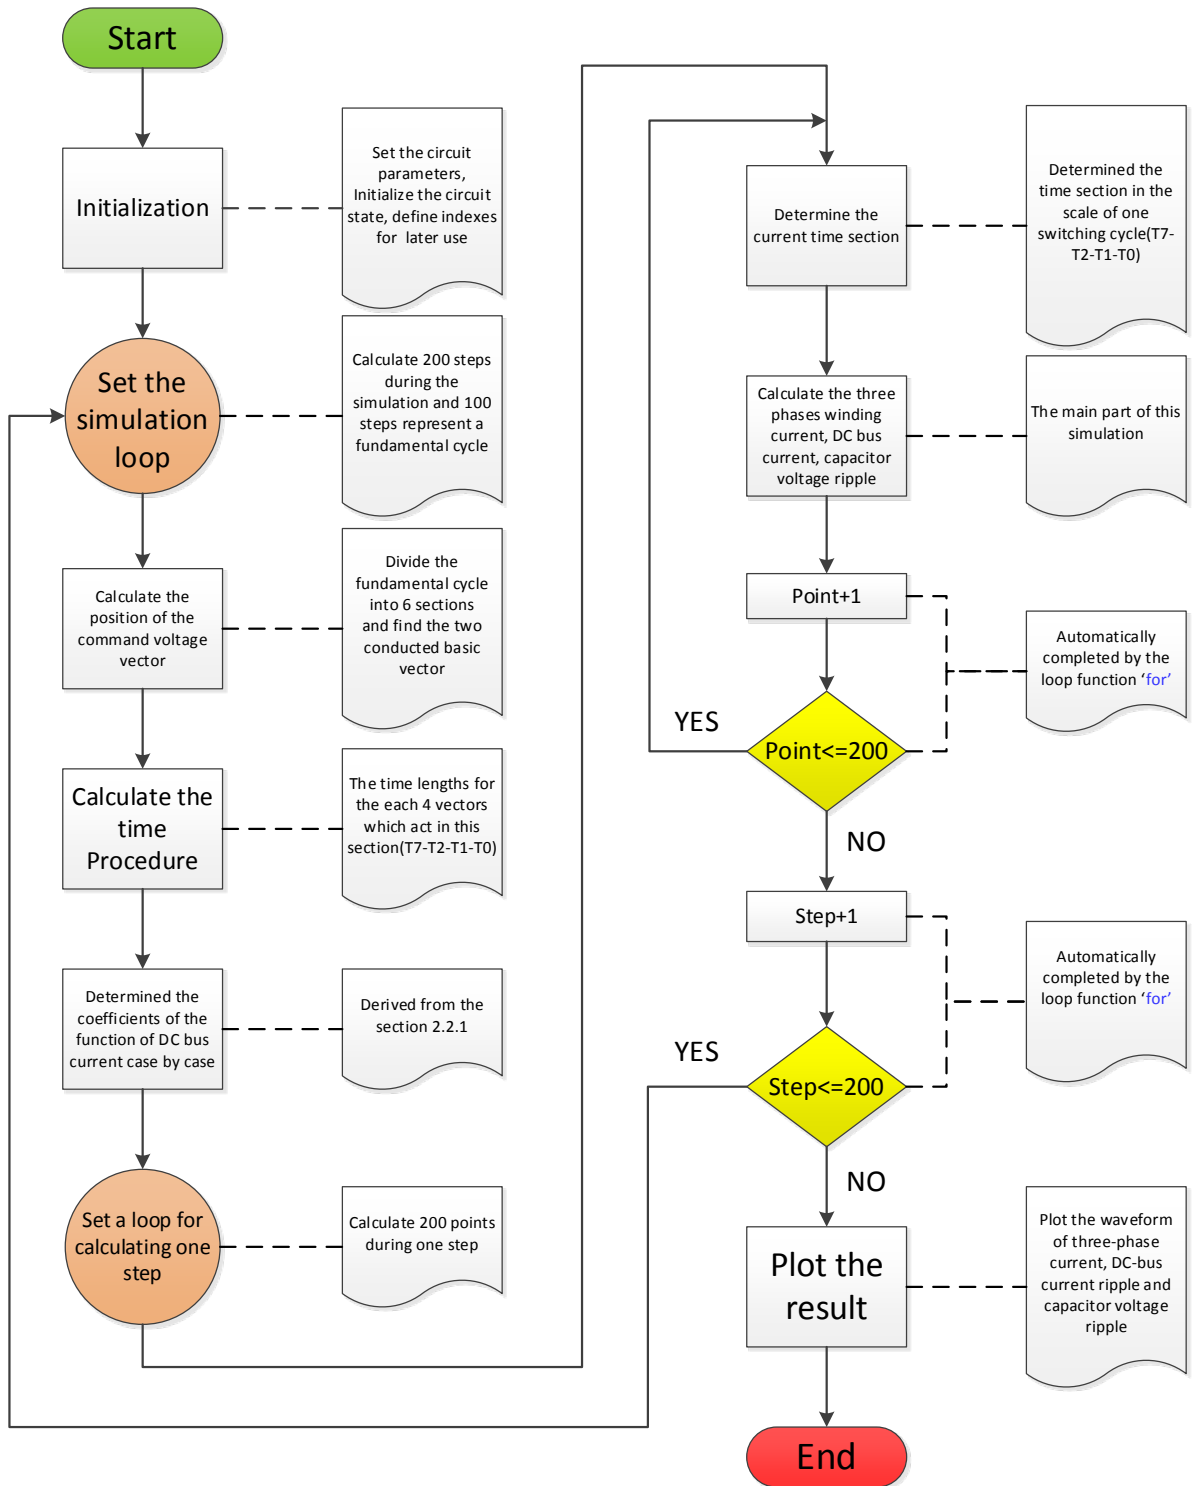 Start
Initialization
Set the circuit
parameters,
Initialize the circuit
state, define indexes
for later use
Set the
simulation
loop
Calculate 200 steps
during the
simulation and 100
steps represent a
fundamental cycle
Calculate the
position of the
command voltage
vector
Divide the
fundamental cycle
into 6 sections
and find the two
conducted basic
vector
Calculate the
time
Procedure
The time lengths for
the each 4 vectors
which act in this
section(T7-T2-T1-T0)
Determined the
coefficients of the
function of DC bus
current case by case
Derived from the
section 2.2.1
Set a loop for
calculating one
step
Calculate 200 points
during one step
Determine the
current time section
Determined the
time section in the
scale of one
switching cycle(T7-
T2-T1-T0)
Calculate the three
phases winding
current, DC bus
current, capacitor
voltage ripple
The main part of this
simulation
Point+1
Automatically
completed by the
loop function ‘for’
YES
Point<=200
NO
Step+1
Automatically
completed by the
loop function ‘for’
YES
Step<=200
NO
Plot the
result
Plot the waveform
of three-phase
current, DC-bus
current ripple and
capacitor voltage
ripple
End